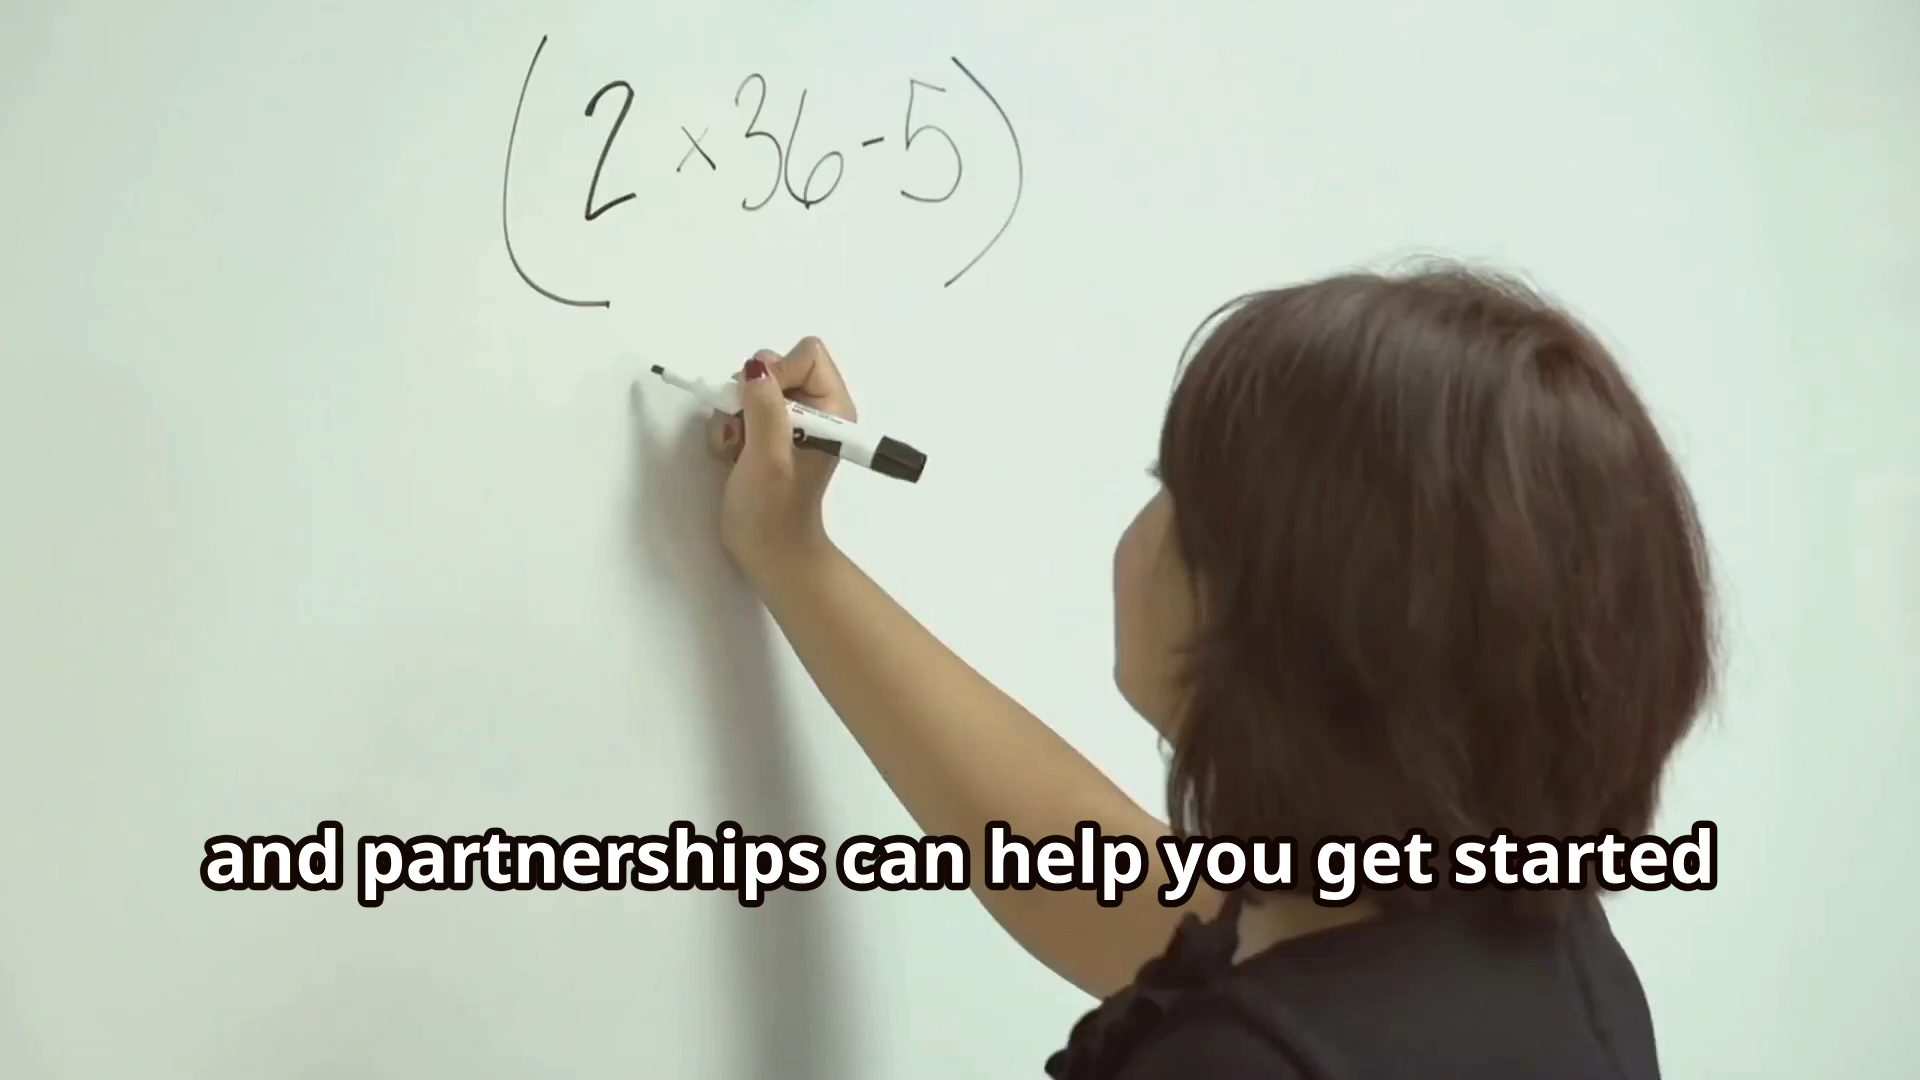 (2 × 36 - 5)
and partnerships can help you get started